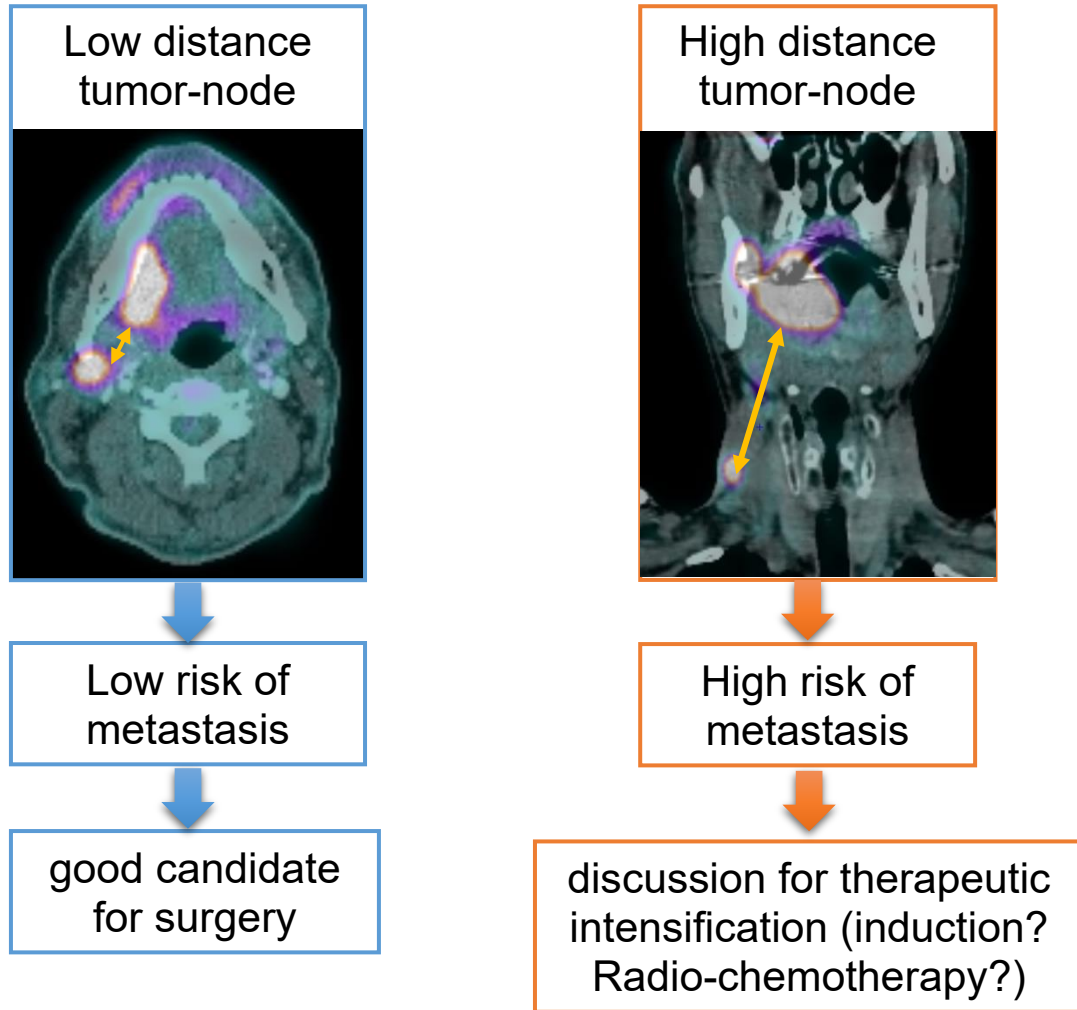 Low distance
tumor-node
Low risk of
metastasis
good candidate
for surgery
High distance
tumor-node
High risk of
metastasis
discussion for therapeutic
intensification (induction?
Radio-chemotherapy?)